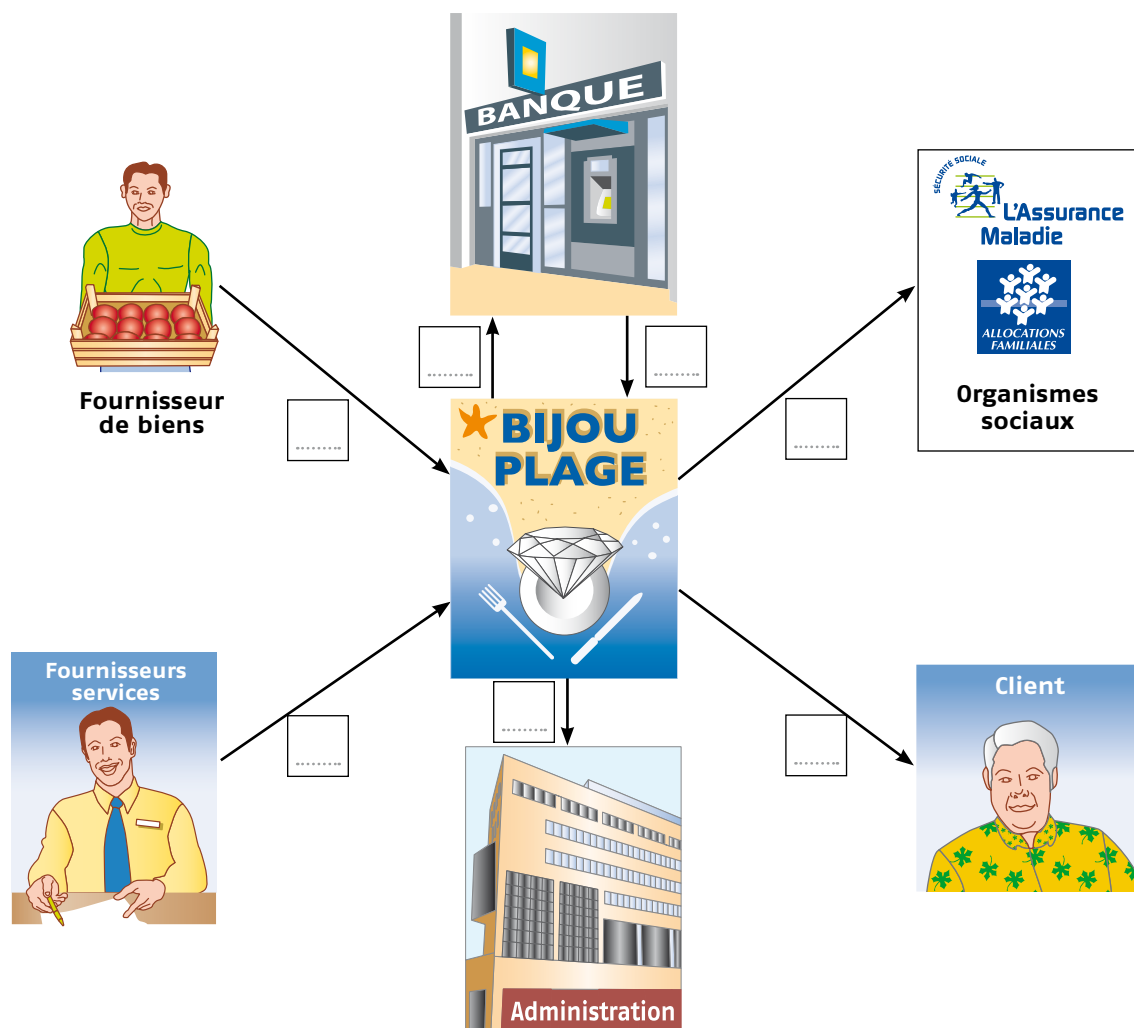 BANQUE
SÉCURITÉ SOCIALE
L'Assurance
Maladie
ALLOCATIONS
FAMILIALES
Organismes
sociaux
Fournisseur
de biens
BIJOU
PLAGE
Fournisseurs
services
Client
Administration